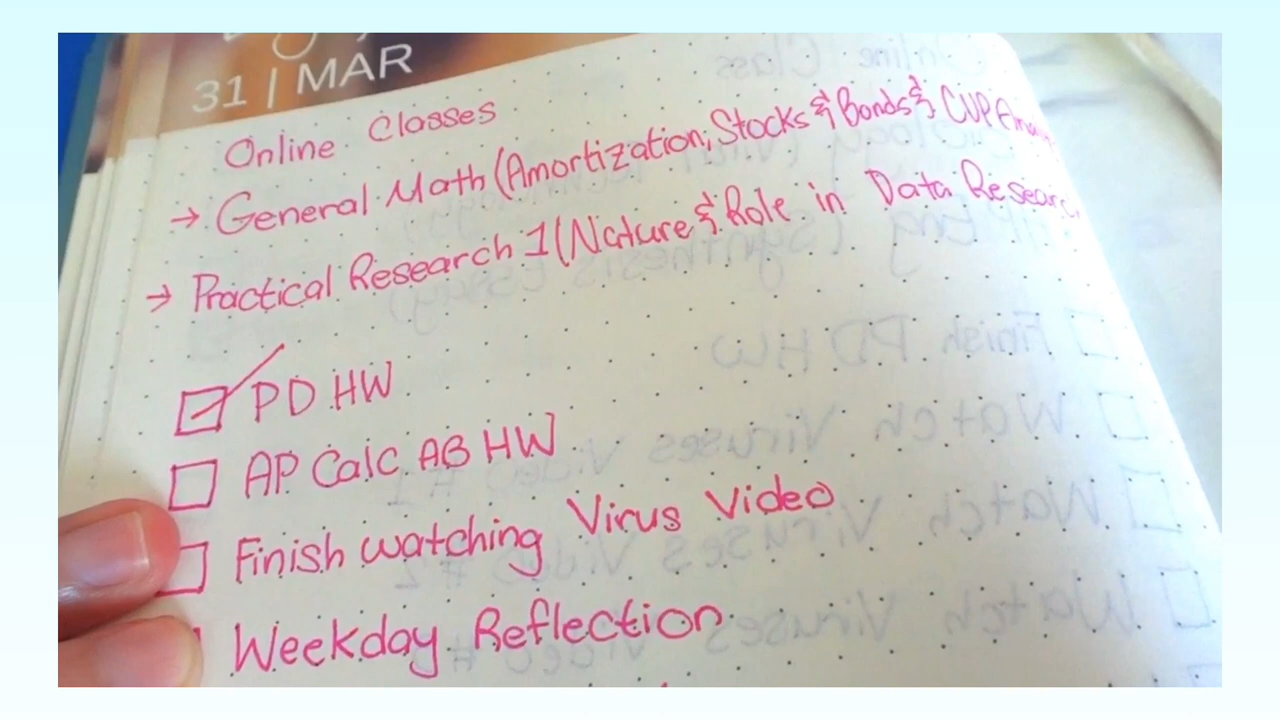 31 | MAR
Online Classes
→ General Math (Amortization, Stocks & Bonds & CVP
→ Practical Research 1 (Nature & Role in Data Research
PD HW
AP Calc AB HW
Finish watching Virus Video
Weekday Reflection